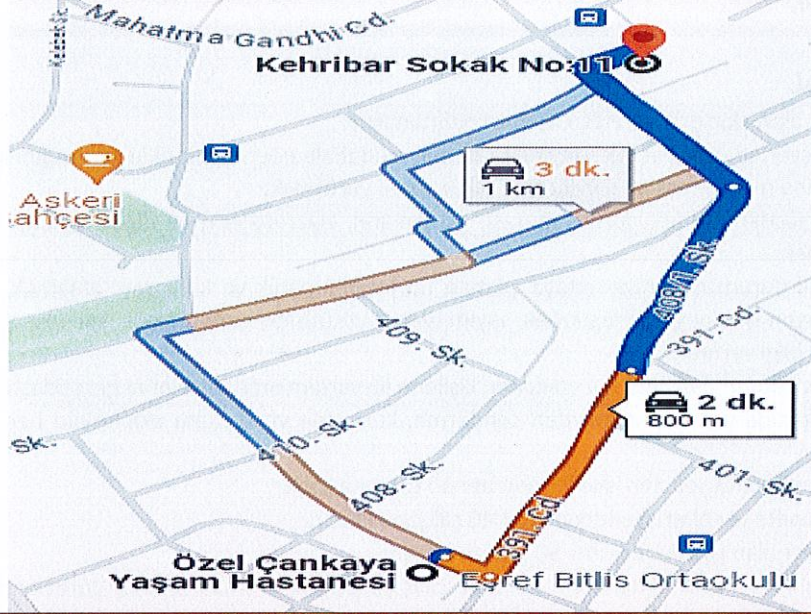 Mahatma Gandhi Cd.
Kehribar Sokak No:11
3 dk.
1 km
Askeri
ahçesi
408/1. Sk.
391. Cd.
409. Sk.
2 dk.
800 m
Sk.
410. Sk.
408. Sk.
401. Sk.
391. Cd
Özel Çankaya
Yaşam Hastanesi
Eşref Bitlis Ortaokulu